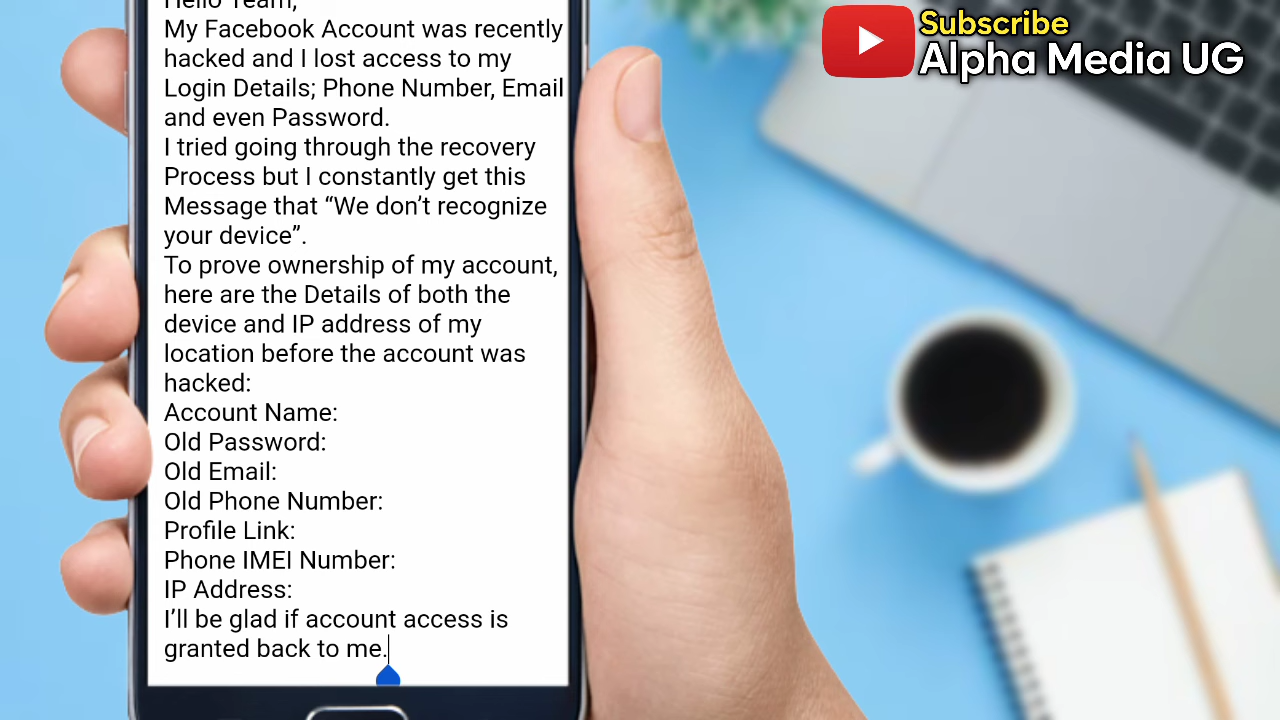 Hello Team,
My Facebook Account was recently
hacked and I lost access to my
Login Details; Phone Number, Email
and even Password.
I tried going through the recovery
Process but I constantly get this
Message that “We don’t recognize
your device”.
To prove ownership of my account,
here are the Details of both the
device and IP address of my
location before the account was
hacked:
Account Name:
Old Password:
Old Email:
Old Phone Number:
Profile Link:
Phone IMEI Number:
IP Address:
I’ll be glad if account access is
granted back to me.
Subscribe
Alpha Media UG